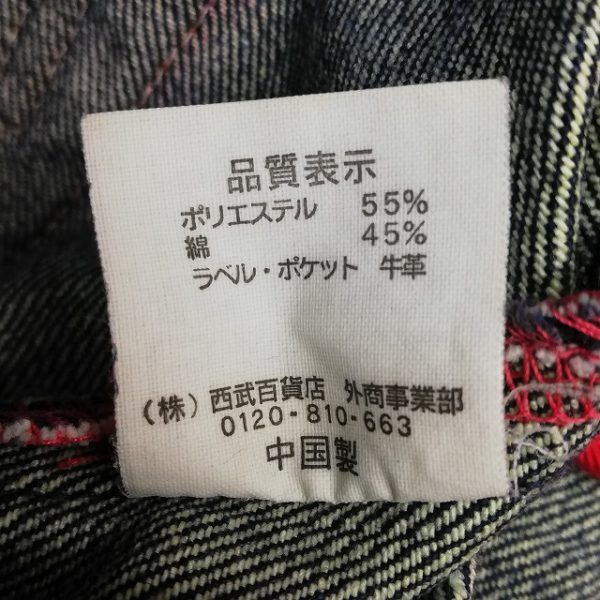 品質表示
ポリエステル 55%
綿 45%
ラベル・ポケット 牛革
(株) 西武百貨店 外商事業部
0120-810-663
中国製